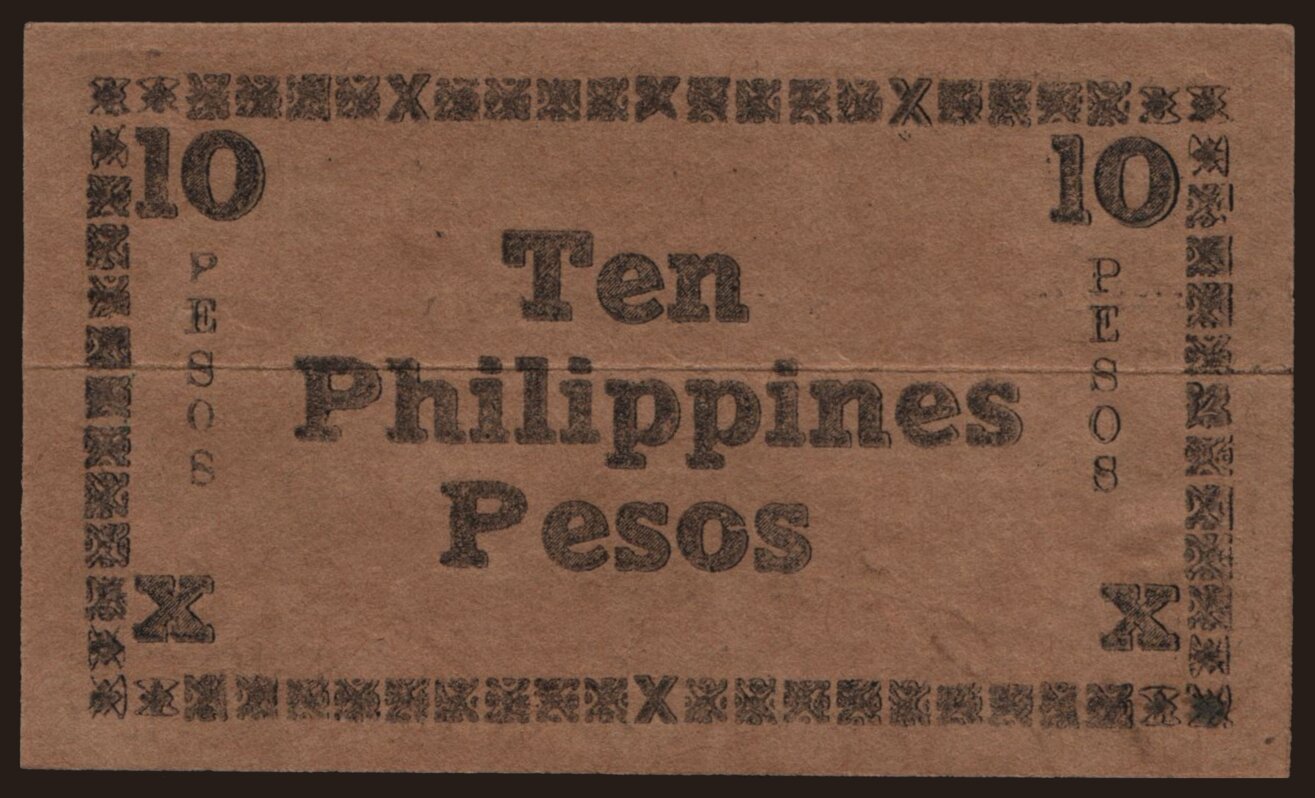 X X X
10 10
Ten
Philippines
Pesos
PESOS PESOS
X X
X